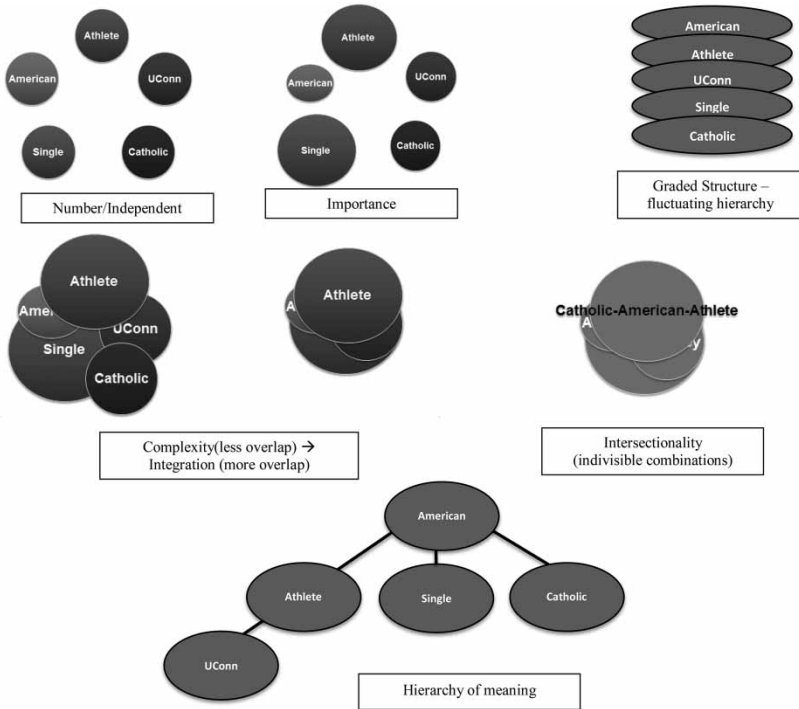 Athlete
American
UConn
Single
Catholic
Number/Independent
Athlete
American
UConn
Single
Catholic
Importance
American
Athlete
UConn
Single
Catholic
Graded Structure –
fluctuating hierarchy
Athlete
Amer
UConn
Single
Catholic
Athlete
A
Complexity(less overlap) →
Integration (more overlap)
Catholic-American-Athlete
A
y
Intersectionality
(indivisible combinations)
American
Athlete
Single
Catholic
UConn
Hierarchy of meaning